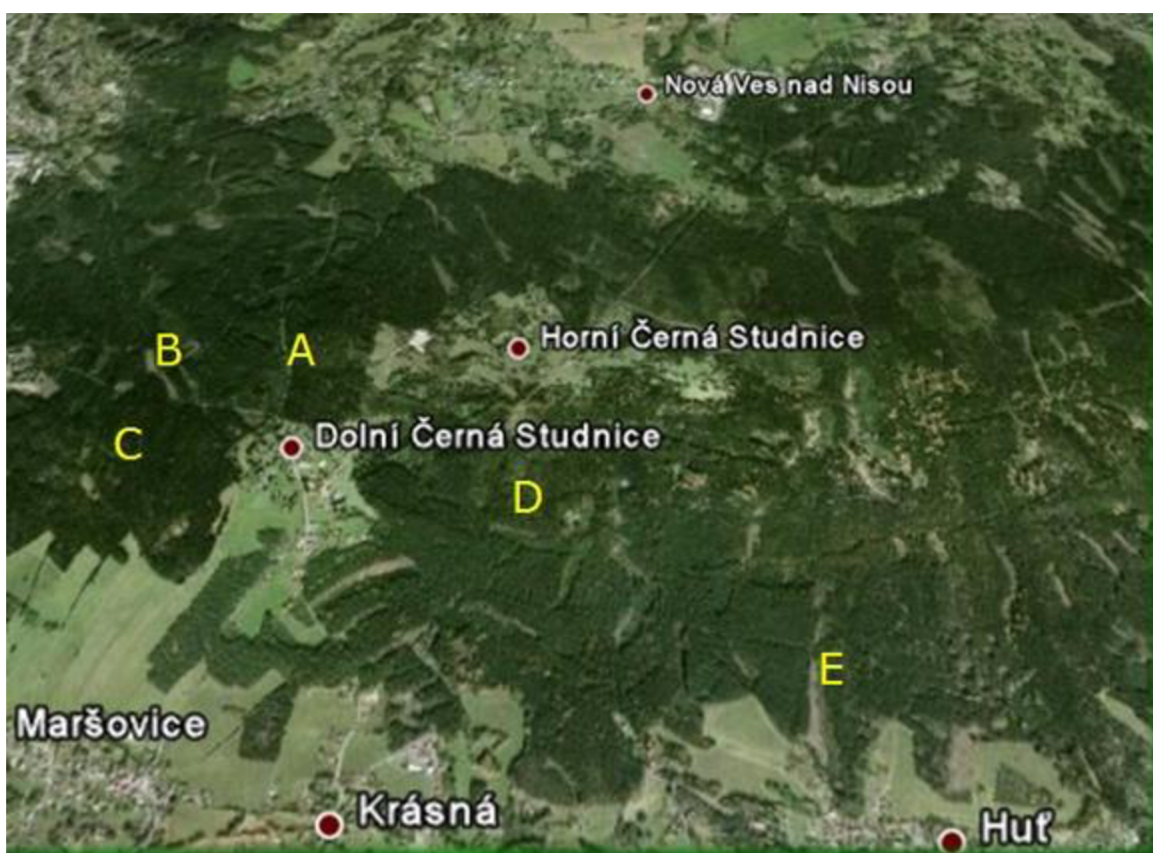 Nová Ves nad Nisou
B
A
Horní Černá Studnice
C
Dolní Černá Studnice
D
E
Maršovice
Krásná
Huť